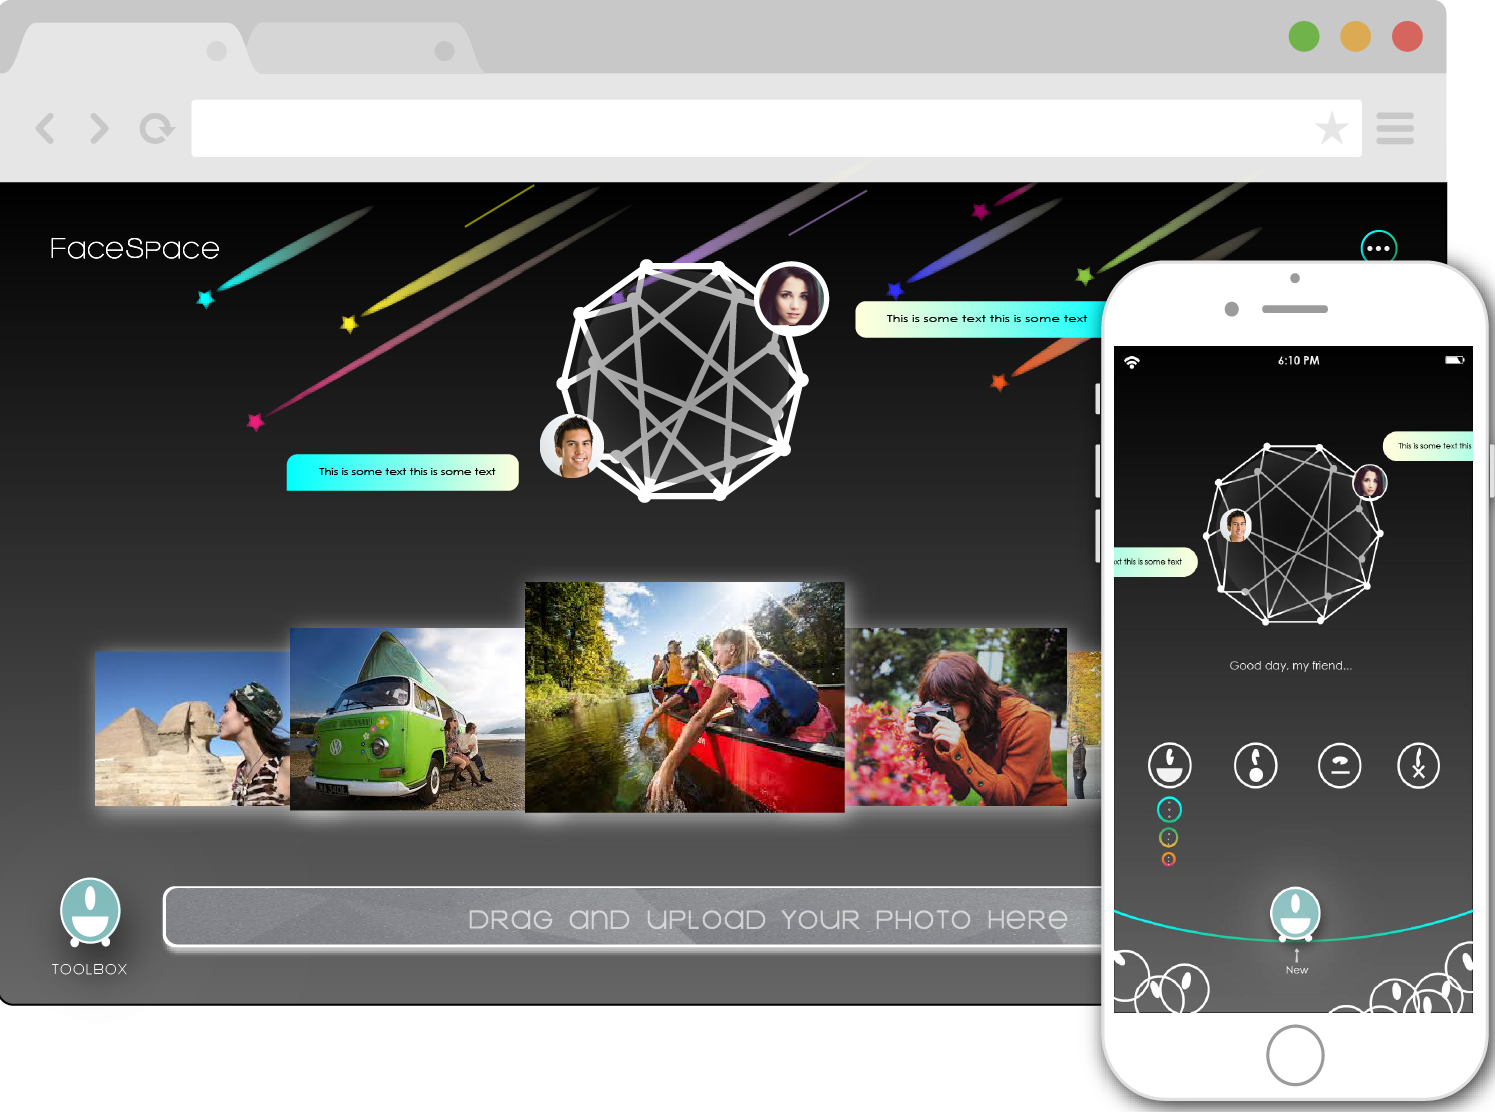 FaceSpace
This is some text this is some text
This is some text this is some text
DRAG AND UPLOAD YOUR PHOTO HERE
TOOLBOX
6:10 PM
This is some text this
this is some text
Good day, my friend...
New